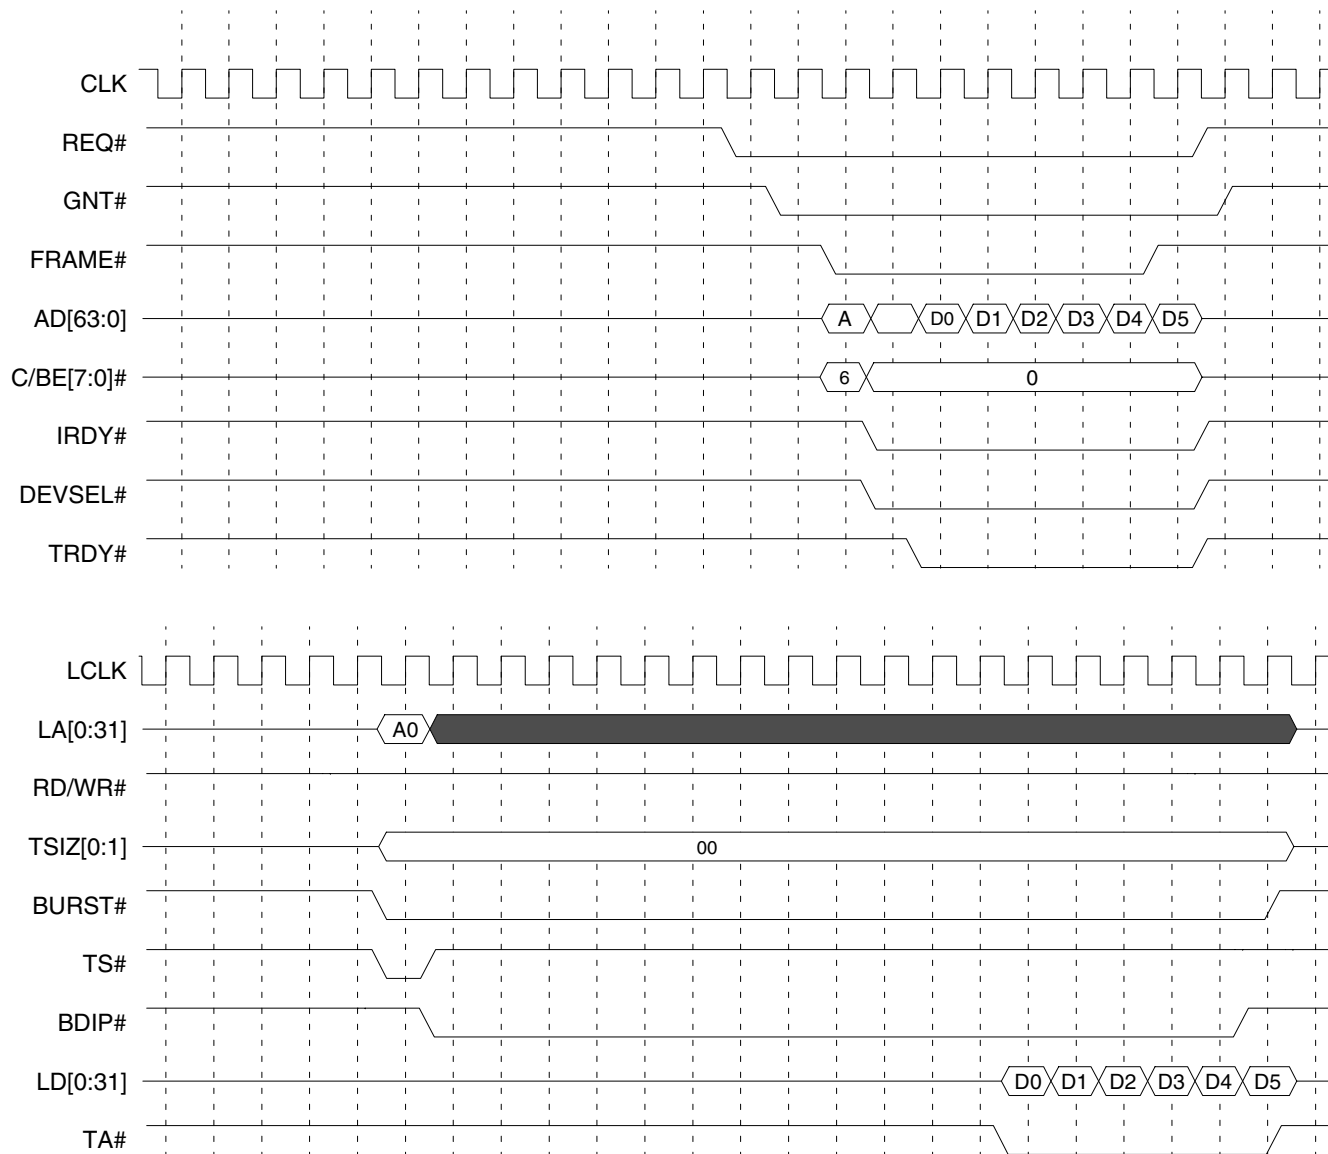 CLK
REQ#
GNT#
FRAME#
AD[63:0] A D0 D1 D2 D3 D4 D5
C/BE[7:0]# 6 0
IRDY#
DEVSEL#
TRDY#
LCLK
LA[0:31] A0
RD/WR#
TSIZ[0:1] 00
BURST#
TS#
BDIP#
LD[0:31] D0 D1 D2 D3 D4 D5
TA#